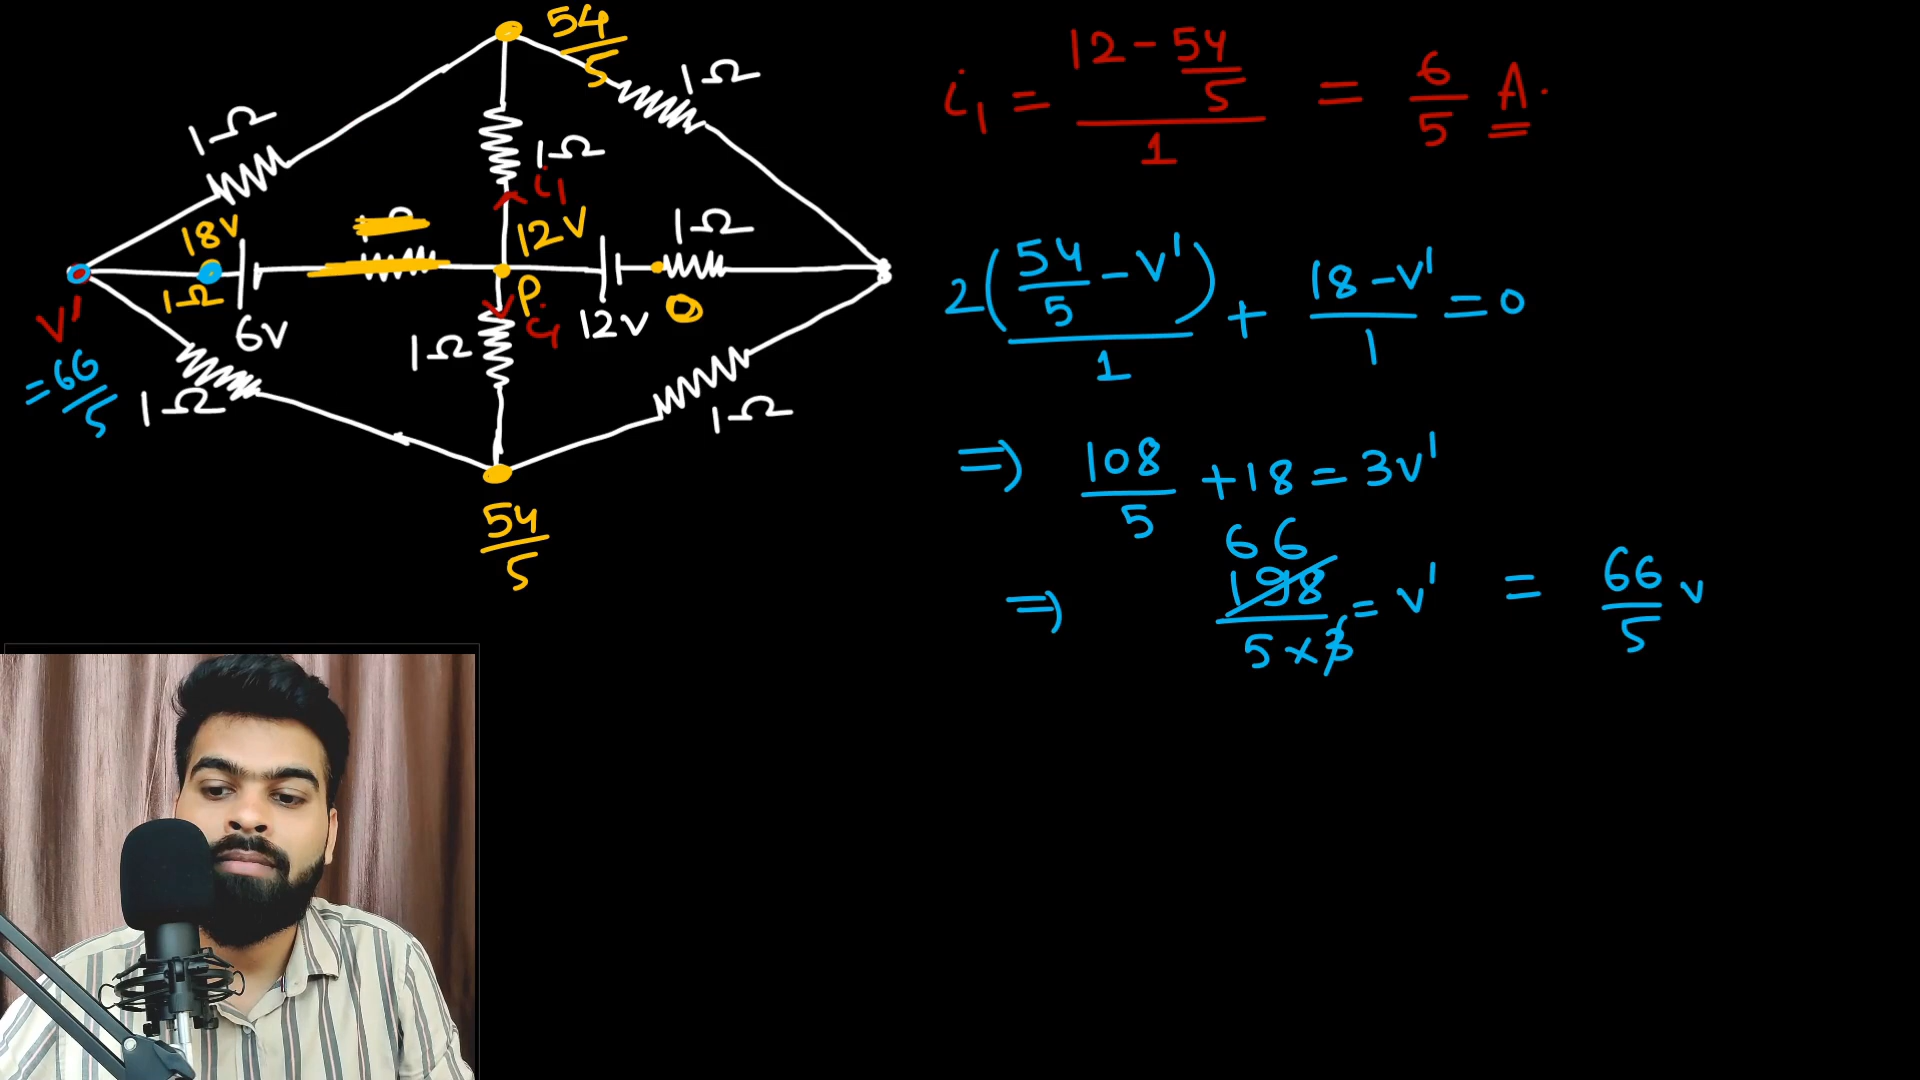 54/5
1Ω
1Ω
1Ω
i₁
18V
12V
1Ω
1Ω
P
i₁
0
V'
6V
12V
1Ω
= 66/5
1Ω
1Ω
54/5
i₁ = (12 - 54/5)/1 = 6/5 A.
2(54/5 - V')/1 + (18 - V')/1 = 0
⇒ 108/5 + 18 = 3V'
66
⇒ 198/(5×3) = V' = 66/5 V